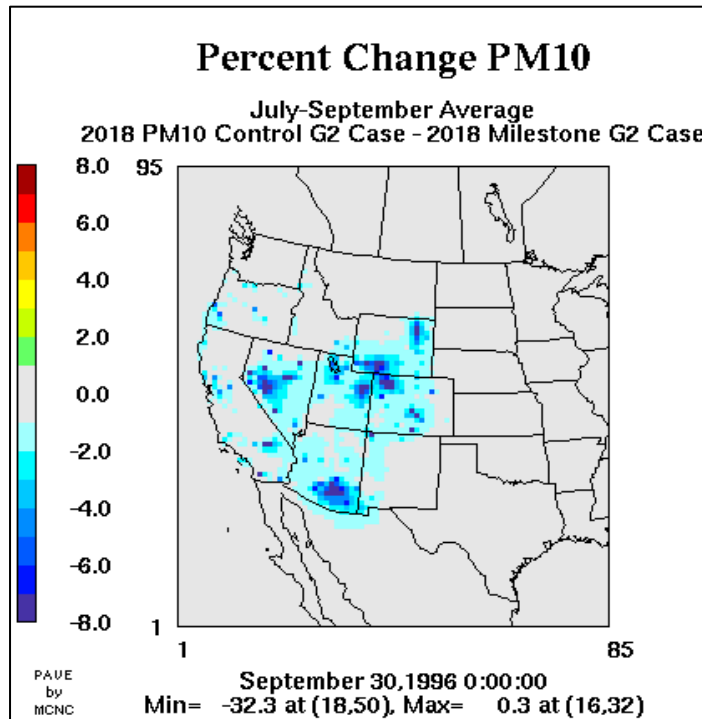 Percent Change PM10
July-September Average
2018 PM10 Control G2 Case - 2018 Milestone G2 Case
8.0
6.0
4.0
2.0
0.0
-2.0
-4.0
-6.0
-8.0
95
1
1 85
PAVE
by
MCNC
September 30,1996 0:00:00
Min= -32.3 at (18,50), Max= 0.3 at (16,32)